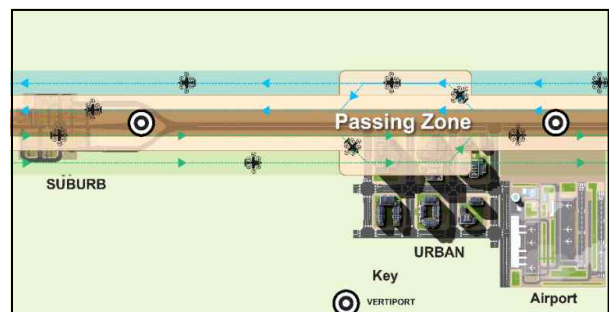 Passing Zone
SUBURB
URBAN
Key
VERTIPORT
Airport